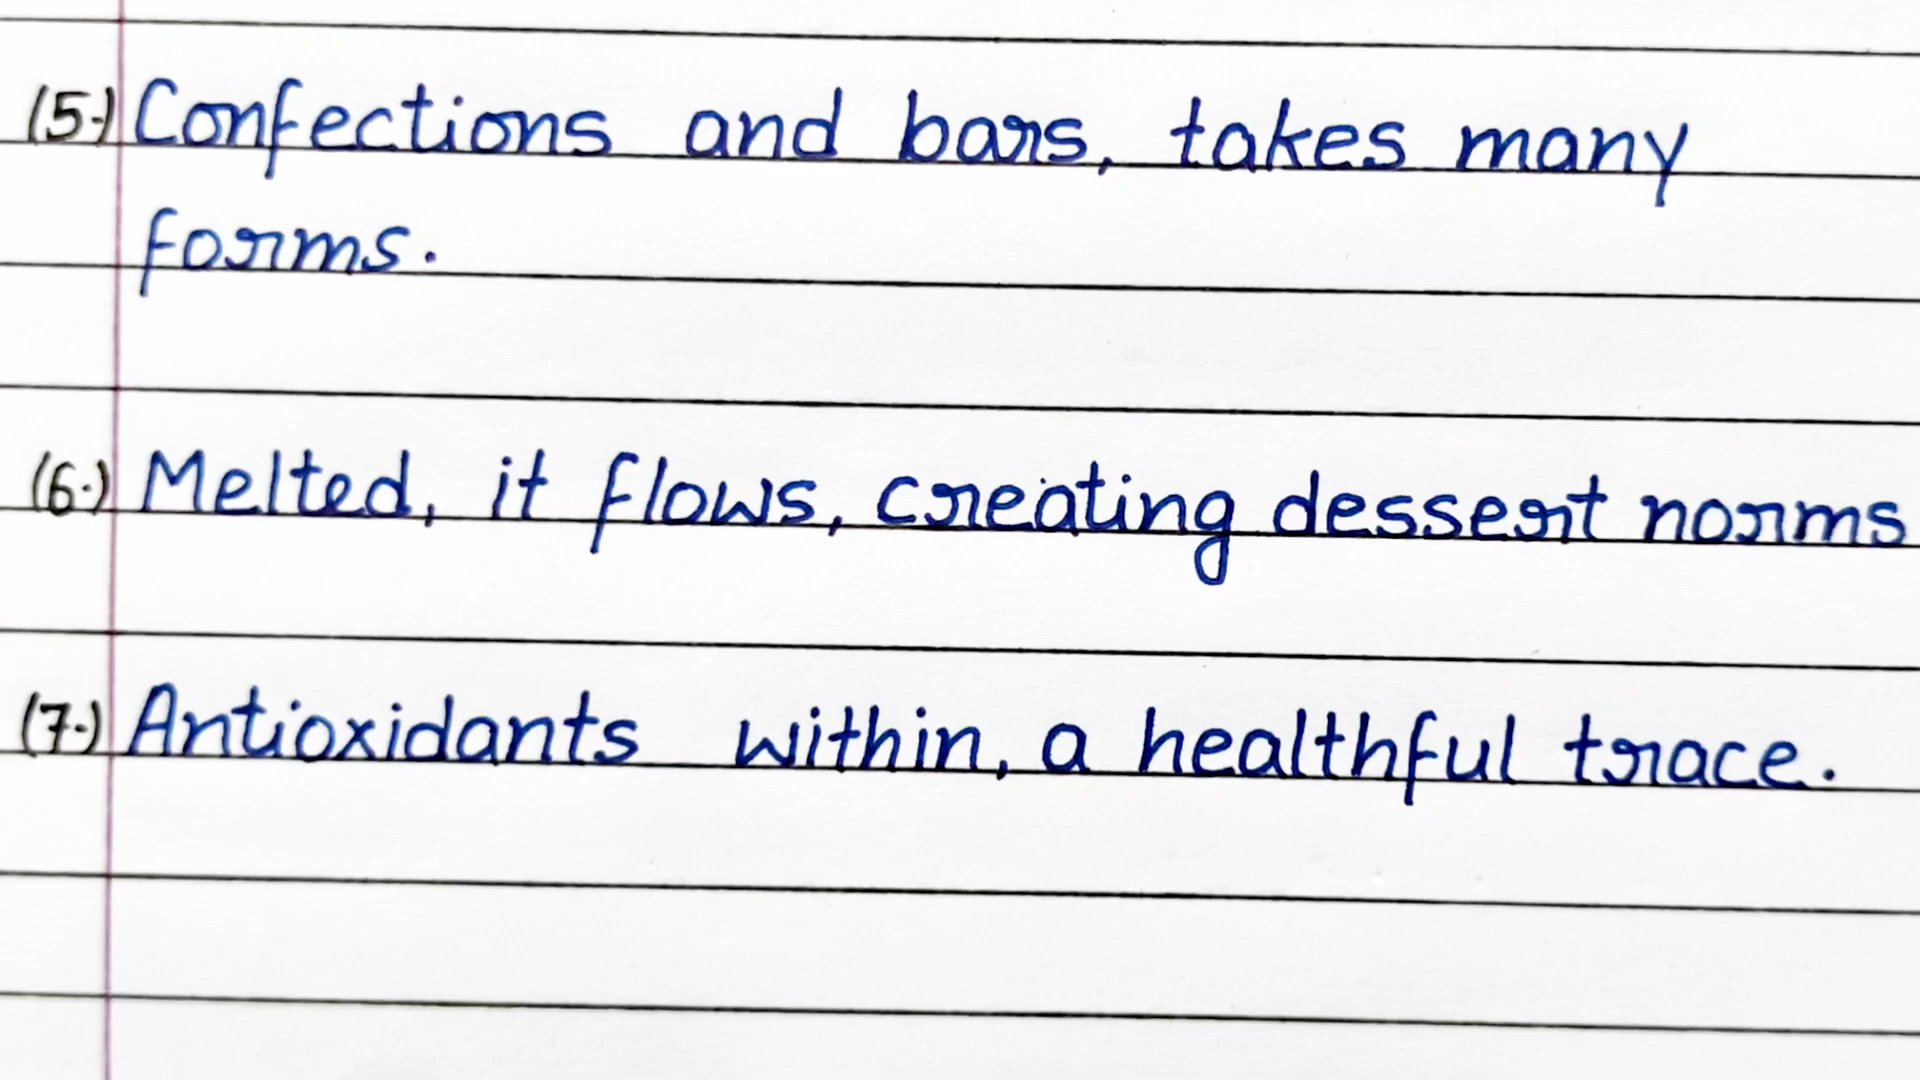 (5.) Confections and bars, takes many
forms.
(6.) Melted, it flows, creating dessert norms
(7.) Antioxidants within, a healthful trace.